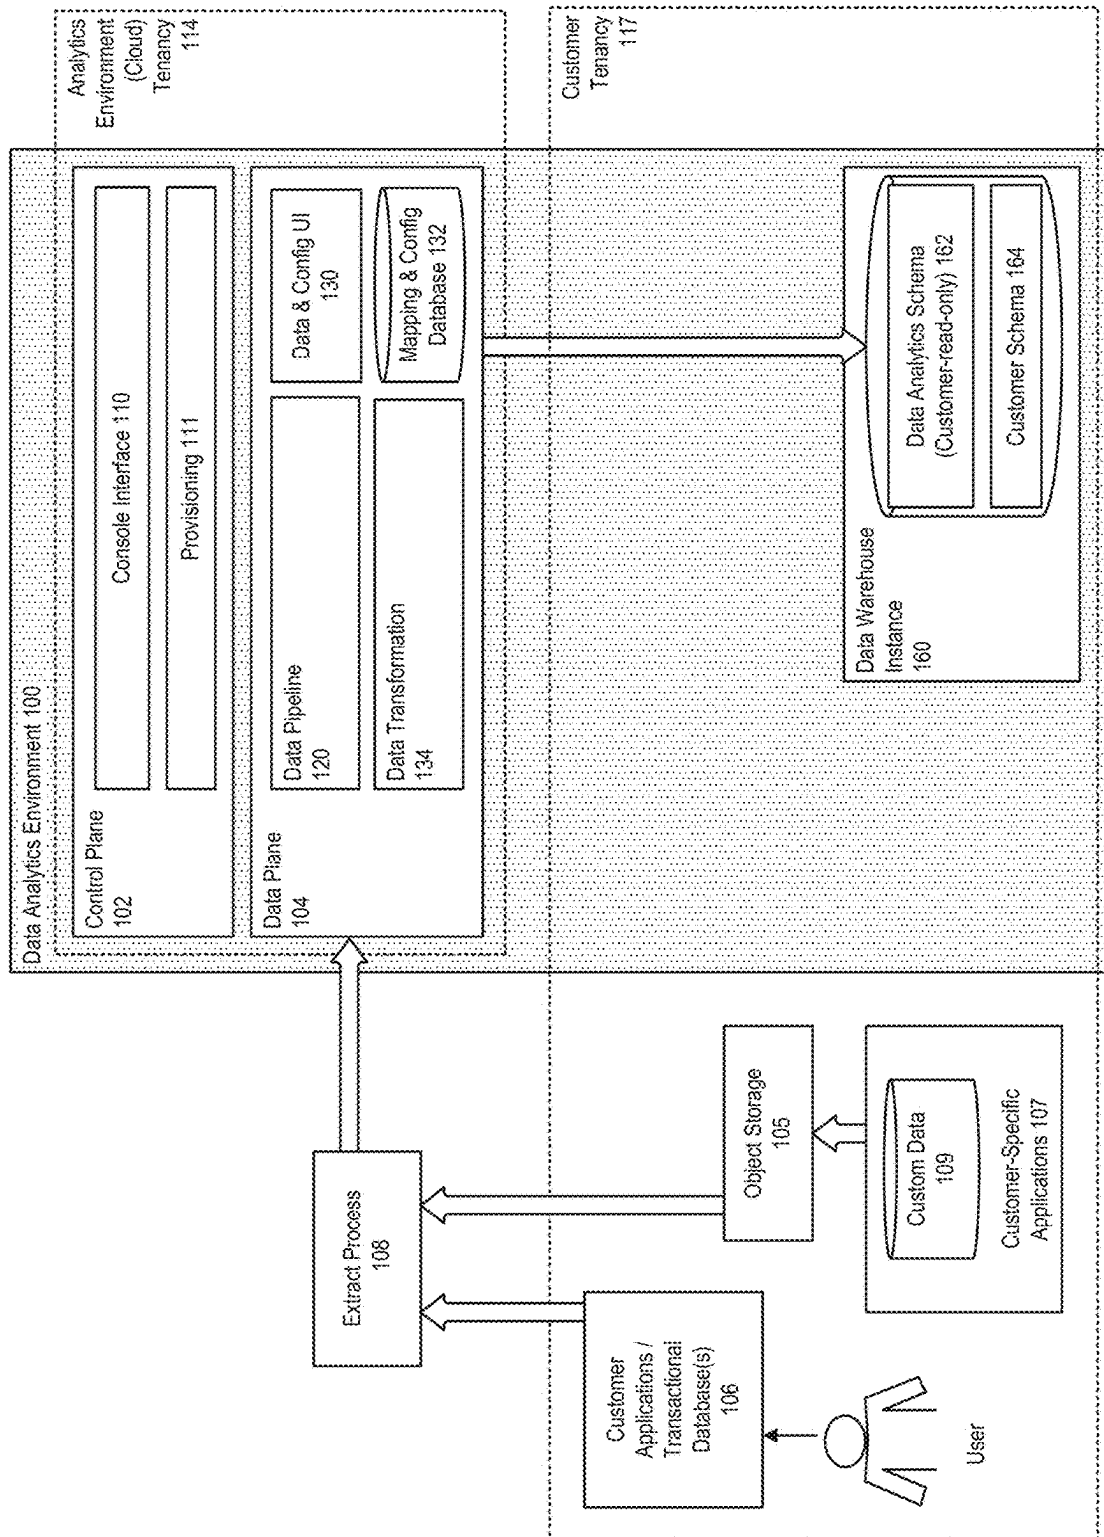 Data Analytics Environment 100
Analytics
Environment
(Cloud)
Tenancy
114
Control Plane
102
Console Interface 110
Provisioning 111
Data Plane
104
Data Pipeline
120
Data & Config UI
130
Data Transformation
134
Mapping & Config
Database 132
Extract Process
108
Customer
Tenancy
117
Customer
Applications /
Transactional
Database(s)
106
Object Storage
105
Custom Data
109
Customer-Specific
Applications 107
User
Data Warehouse
Instance
160
Data Analytics Schema
(Customer-read-only) 162
Customer Schema 164